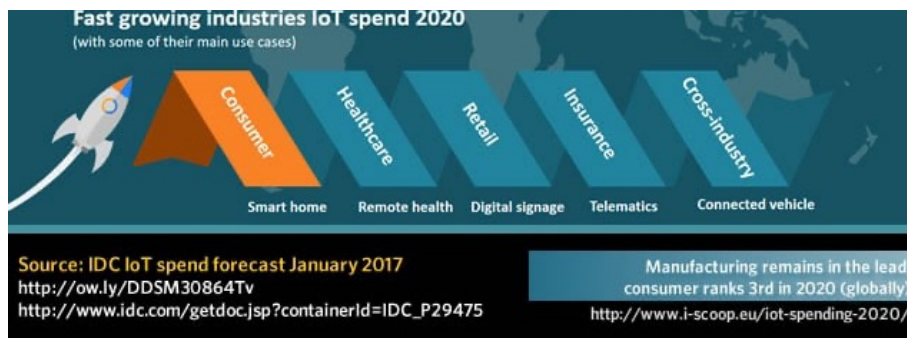 Fast growing industries IoT spend 2020
(with some of their main use cases)
Consumer
Healthcare
Retail
Insurance
Cross-industry
Smart home
Remote health
Digital signage
Telematics
Connected vehicle
Source: IDC IoT spend forecast January 2017
http://ow.ly/DDSM30864Tv
http://www.idc.com/getdoc.jsp?containerId=IDC_P29475
Manufacturing remains in the lead
consumer ranks 3rd in 2020 (globally)
http://www.i-scoop.eu/iot-spending-2020/